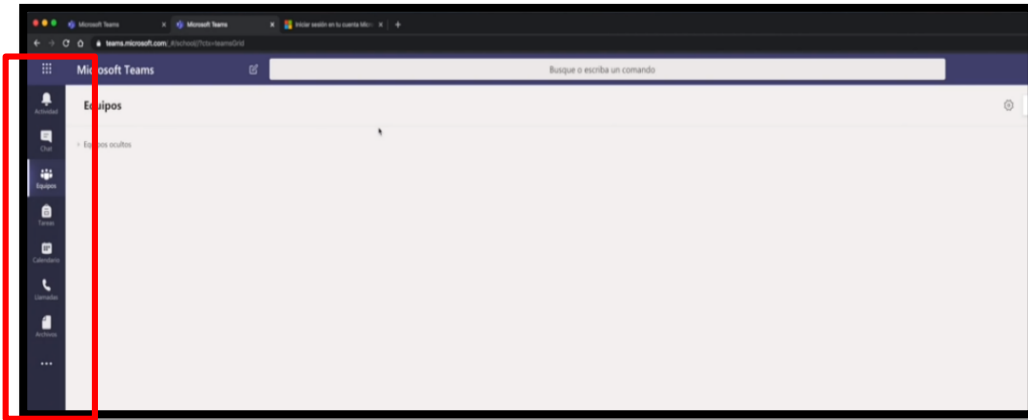 Microsoft Teams
Microsoft Teams
Iniciar sesión en tu cuenta Micr
teams.microsoft.com
Microsoft Teams
Busque o escriba un comando
Actividad
Equipos
Chat
Equipos ocultos
Equipos
Tareas
Calendario
Llamadas
Archivos